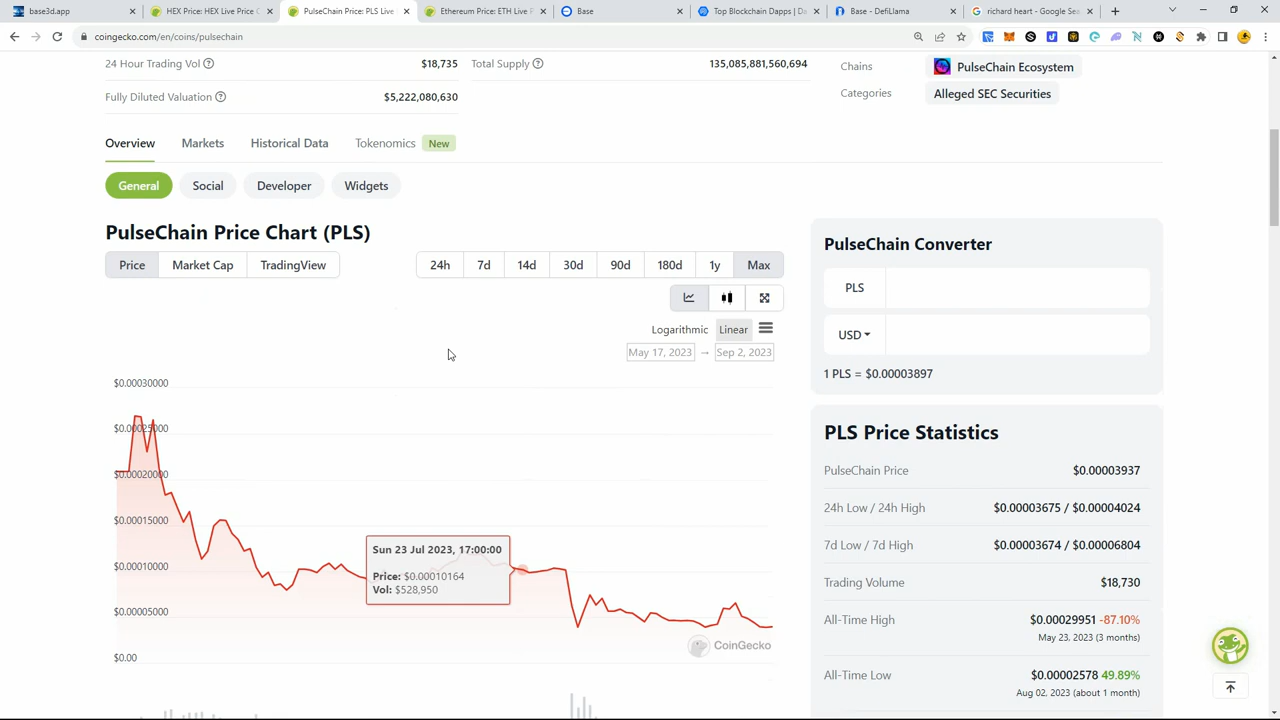 base3d.app
HEX Price: HEX Live Price C
PulseChain Price: PLS Live
Ethereum Price: ETH Live F
Base
Top Blockchain Dapps | Da
Base - DefiLlama
richard heart - Google Sea
coingecko.com/en/coins/pulsechain
24 Hour Trading Vol
$18,735
Total Supply
135,085,881,560,694
Chains
PulseChain Ecosystem
Fully Diluted Valuation
$5,222,080,630
Categories
Alleged SEC Securities
Overview
Markets
Historical Data
Tokenomics
New
General
Social
Developer
Widgets
PulseChain Price Chart (PLS)
Price
Market Cap
TradingView
24h
7d
14d
30d
90d
180d
1y
Max
Logarithmic
Linear
May 17, 2023 → Sep 2, 2023
$0.00030000
$0.00025000
$0.00020000
$0.00015000
$0.00010000
$0.00005000
$0.00
Sun 23 Jul 2023, 17:00:00
Price: $0.00010164
Vol: $528,950
CoinGecko
PulseChain Converter
PLS
USD
1 PLS = $0.00003897
PLS Price Statistics
PulseChain Price
$0.00003937
24h Low / 24h High
$0.00003675 / $0.00004024
7d Low / 7d High
$0.00003674 / $0.00006804
Trading Volume
$18,730
All-Time High
$0.00029951 -87.10%
May 23, 2023 (3 months)
All-Time Low
$0.00002578 49.89%
Aug 02, 2023 (about 1 month)